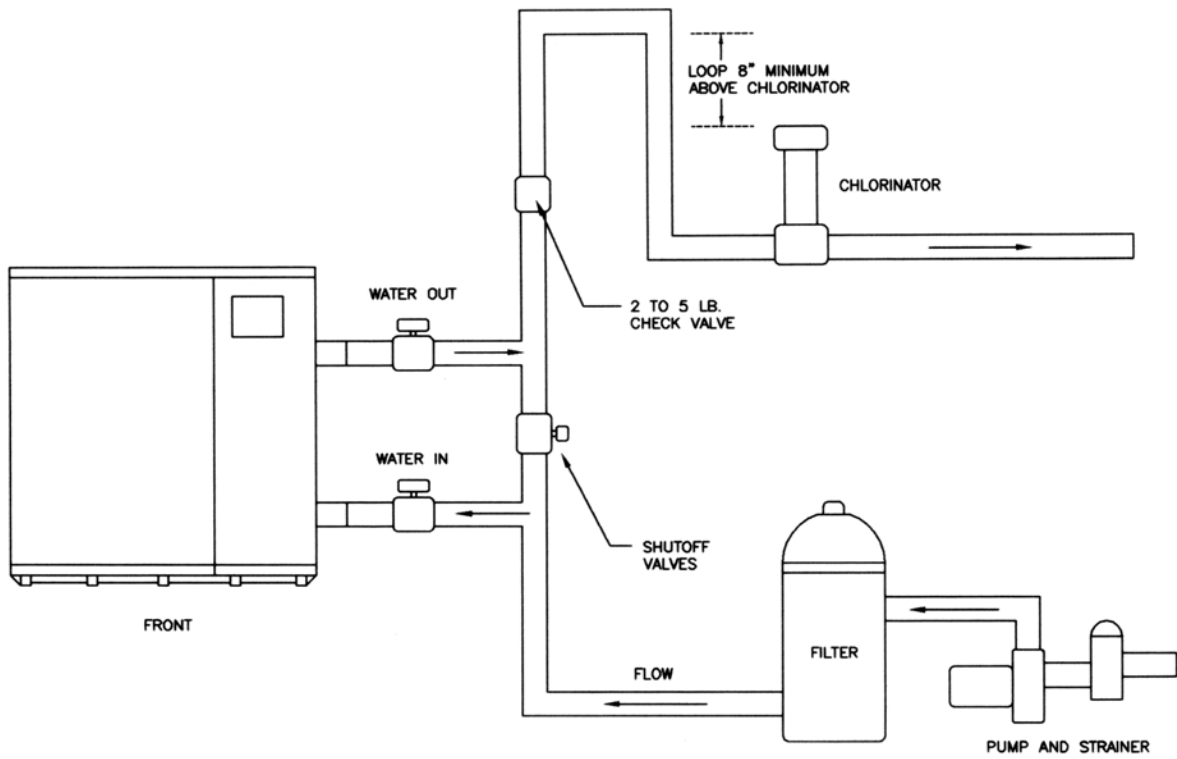 LOOP 8" MINIMUM
ABOVE CHLORINATOR
CHLORINATOR
WATER OUT
2 TO 5 LB.
CHECK VALVE
WATER IN
SHUTOFF
VALVES
FRONT
FILTER
FLOW
PUMP AND STRAINER